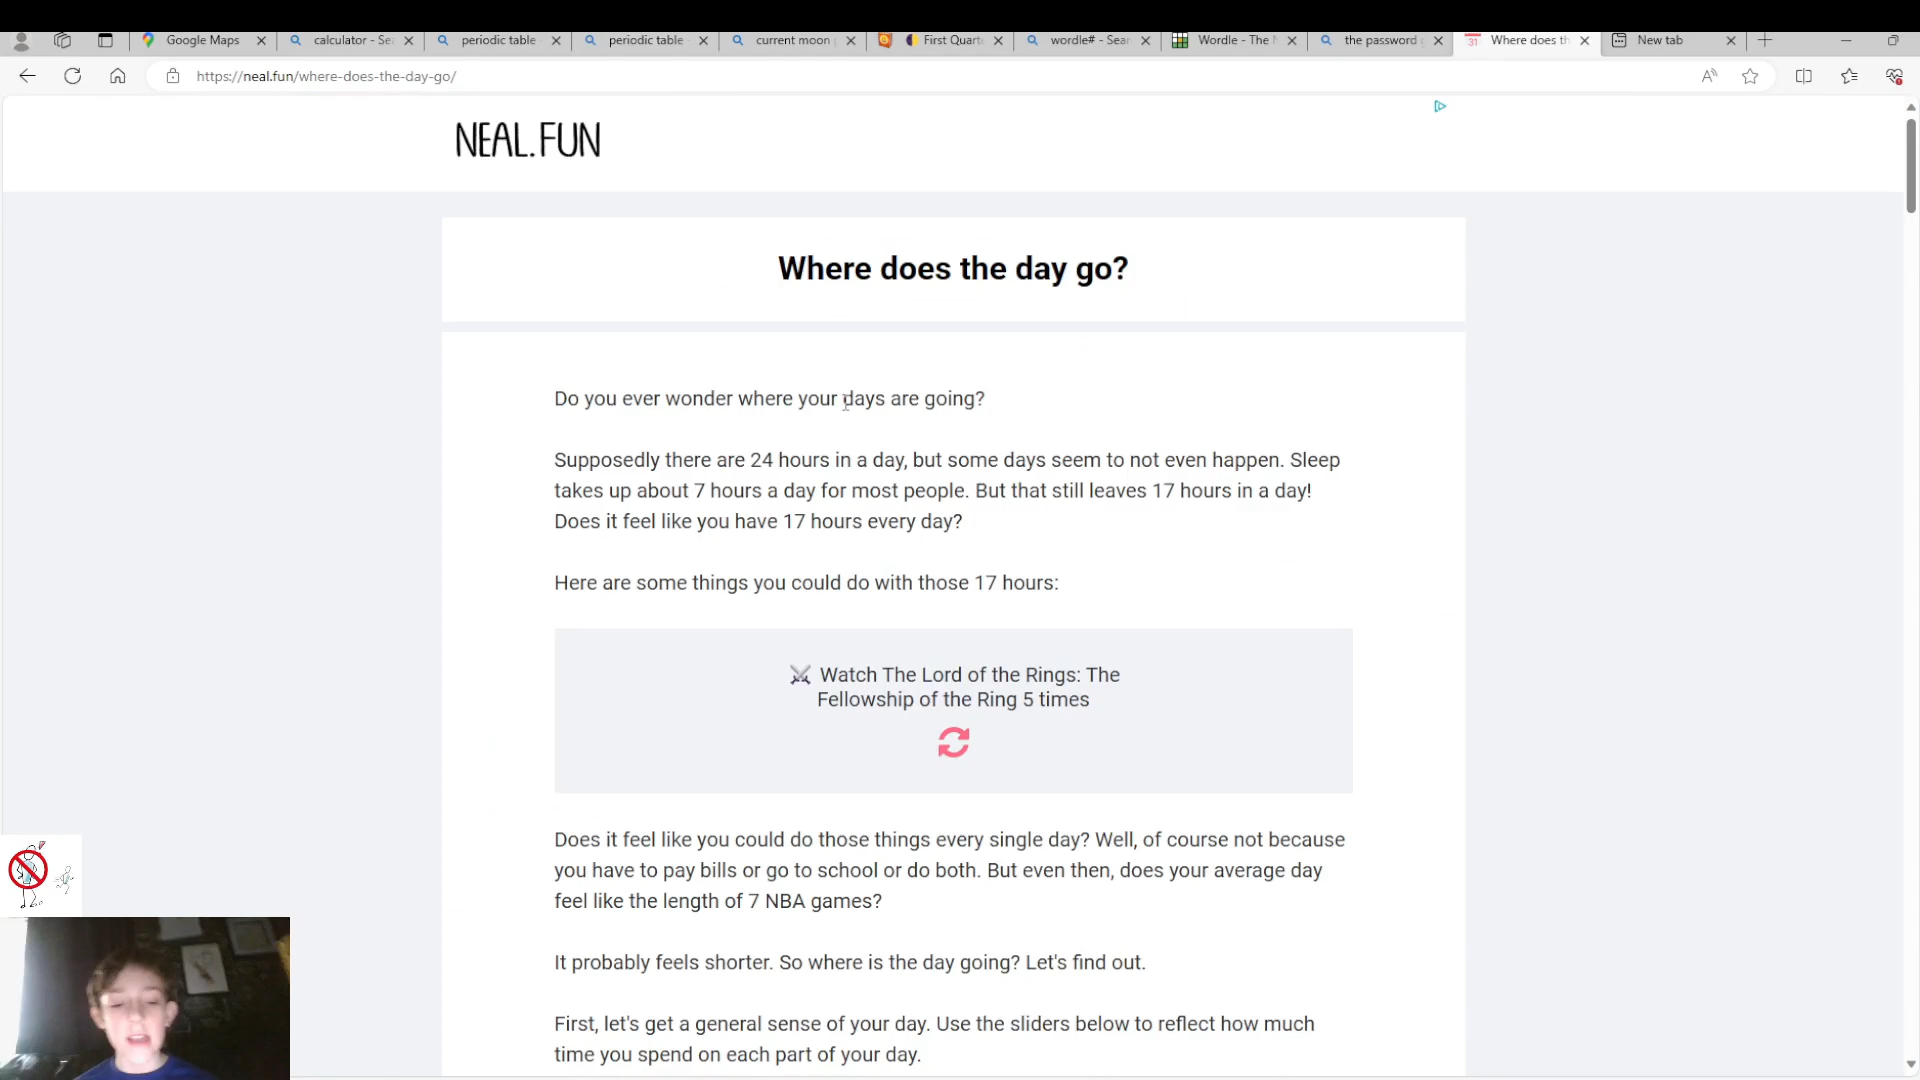 Google Maps
calculator - Sea
periodic table
periodic table
current moon
First Quart
wordle# - Sear
Wordle - The N
the password g
Where does th
New tab
https://neal.fun/where-does-the-day-go/
NEAL.FUN
Where does the day go?
Do you ever wonder where your days are going?
Supposedly there are 24 hours in a day, but some days seem to not even happen. Sleep
takes up about 7 hours a day for most people. But that still leaves 17 hours in a day!
Does it feel like you have 17 hours every day?
Here are some things you could do with those 17 hours:
Watch The Lord of the Rings: The
Fellowship of the Ring 5 times
Does it feel like you could do those things every single day? Well, of course not because
you have to pay bills or go to school or do both. But even then, does your average day
feel like the length of 7 NBA games?
It probably feels shorter. So where is the day going? Let's find out.
First, let's get a general sense of your day. Use the sliders below to reflect how much
time you spend on each part of your day.